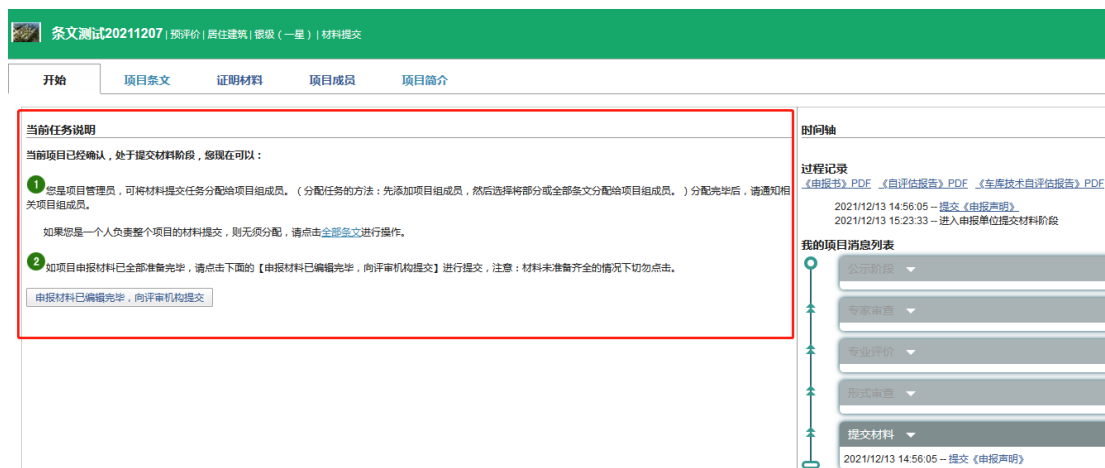 条文测试20211207 | 预评价 | 居住建筑 | 银级（一星） | 材料提交
开始
项目条文
证明材料
项目成员
项目简介
当前任务说明
当前项目已经确认，处于提交材料阶段，您现在可以：
1 您是项目管理员，可将材料提交任务分配给项目组成员。（分配任务的方法：先添加项目组成员，然后选择将部分或全部条文分配给项目组成员。）分配完毕后，请通知相
关项目组成员。
如果您是一个人负责整个项目的材料提交，则无须分配，请点击全部条文进行操作。
2 如项目申报材料已全部准备完毕，请点击下面的【申报材料已编辑完毕，向评审机构提交】进行提交，注意：材料未准备齐全的情况下切勿点击。
申报材料已编辑完毕，向评审机构提交
时间轴
过程记录
《申报书》PDF 《自评估报告》PDF 《车库技术自评估报告》PDF
2021/12/13 14:56:05 -- 提交《申报声明》
2021/12/13 15:23:33 -- 进入申报单位提交材料阶段
我的项目消息列表
公示阶段
专家审查
专业评价
形式审查
提交材料
2021/12/13 14:56:05 -- 提交《申报声明》